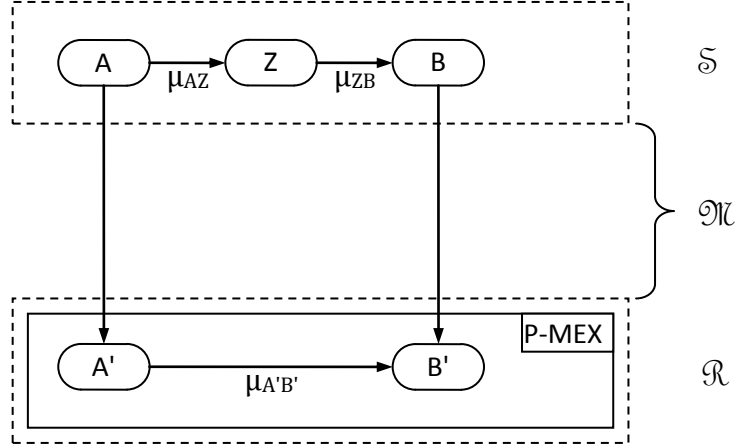 A Z B
μAZ μZB
𝔖
𝔐
P-MEX
A' B'
μA'B'
ℜ